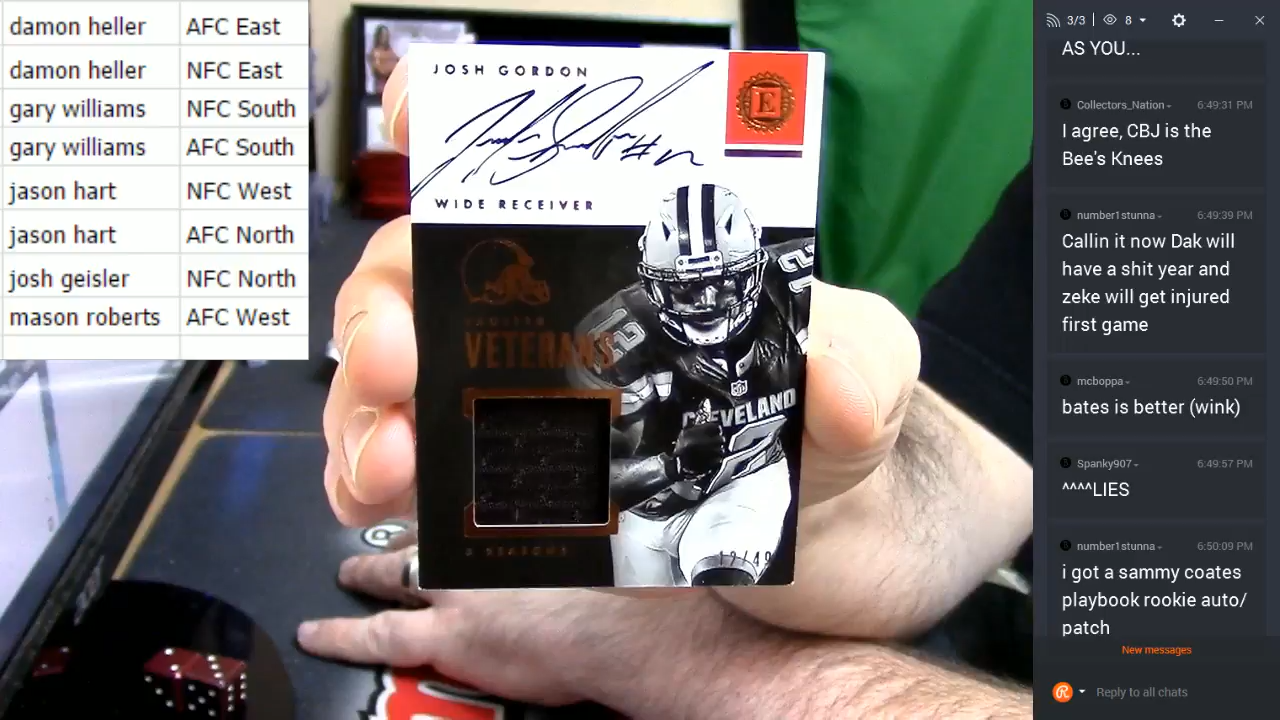 damon heller AFC East
damon heller NFC East
gary williams NFC South
gary williams AFC South
jason hart NFC West
jason hart AFC North
josh geisler NFC North
mason roberts AFC West
JOSH GORDON
E
#12
WIDE RECEIVER
VETERANS
12
CLEVELAND
12
12/49
3/3
8
AS YOU...
Collectors_Nation 6:49:31 PM
I agree, CBJ is the
Bee's Knees
number1stunna 6:49:39 PM
Callin it now Dak will
have a shit year and
zeke will get injured
first game
mcboppa 6:49:50 PM
bates is better (wink)
Spanky907 6:49:57 PM
^^^^LIES
number1stunna 6:50:09 PM
i got a sammy coates
playbook rookie auto/
patch
New messages
Reply to all chats